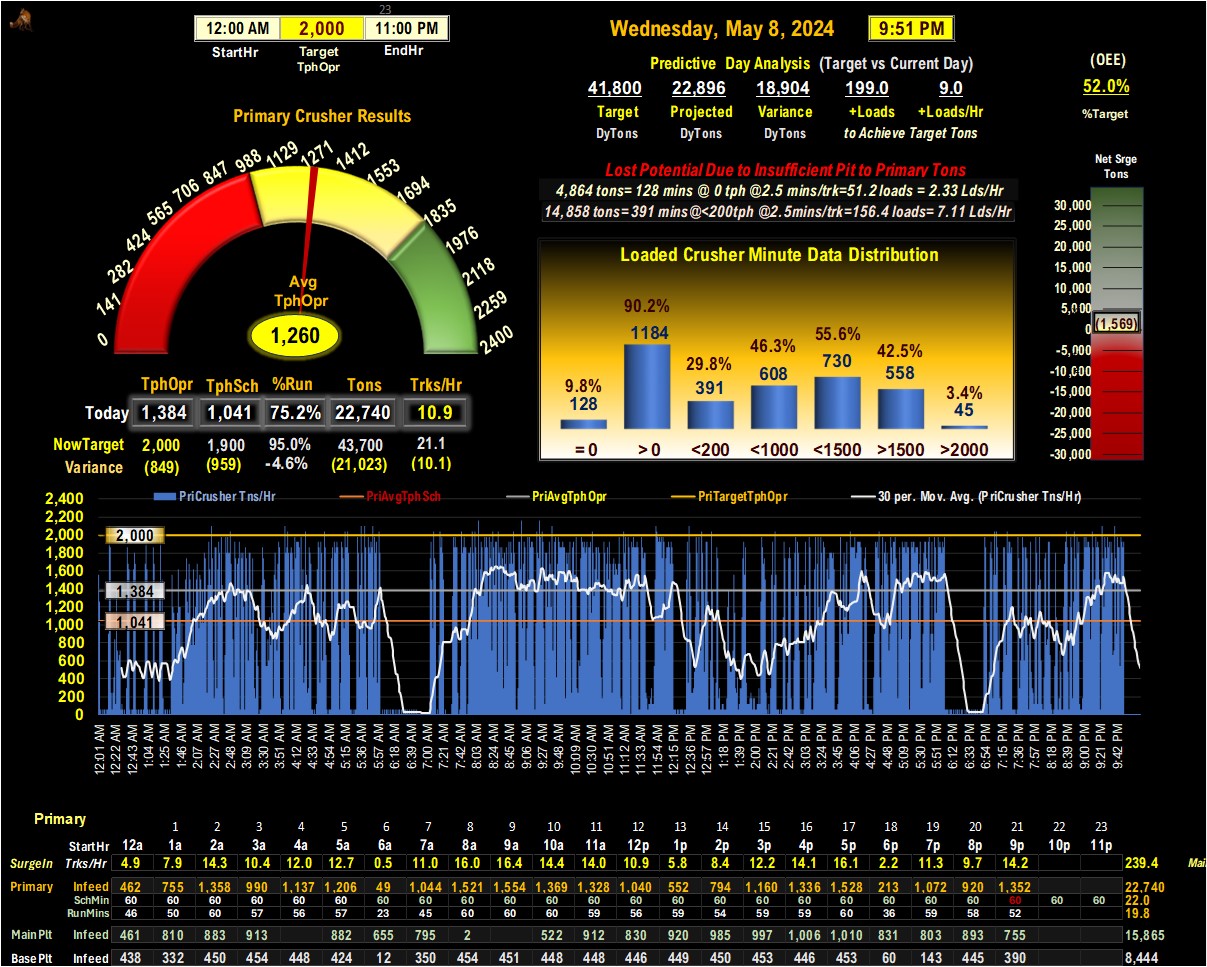 23
12:00 AM 2,000 11:00 PM
StartHr Target TphOpr EndHr
Wednesday, May 8, 2024 9:51 PM
Predictive Day Analysis (Target vs Current Day)
41,800 22,896 18,904 199.0 9.0
Target Projected Variance +Loads +Loads/Hr
DyTons DyTons DyTons to Achieve Target Tons
(OEE)
52.0%
%Target
Primary Crusher Results
0 141 282 424 565 706 847 988 1129 1271 1412 1553 1694 1835 1976 2118 2259 2400
Avg
TphOpr
1,260
Lost Potential Due to Insufficient Pit to Primary Tons
4,864 tons= 128 mins @ 0 tph @2.5 mins/trk=51.2 loads = 2.33 Lds/Hr
14,858 tons= 391 mins@<200tph @2.5mins/trk=156.4 loads= 7.11 Lds/Hr
Net Srge
Tons
30,000
25,000
20,000
15,000
10,000
5,000
0
(1,569)
-5,000
-10,000
-15,000
-20,000
-25,000
-30,000
Loaded Crusher Minute Data Distribution
9.8% 90.2% 29.8% 46.3% 55.6% 42.5% 3.4%
128 1184 391 608 730 558 45
= 0 > 0 <200 <1000 <1500 >1500 >2000
TphOpr TphSch %Run Tons Trks/Hr
Today 1,384 1,041 75.2% 22,740 10.9
NowTarget 2,000 1,900 95.0% 43,700 21.1
Variance (849) (959) -4.6% (21,023) (10.1)
PriCrusher Tns/Hr PriAvgTphSch PriAvgTphOpr PriTargetTphOpr 30 per. Mov. Avg. (PriCrusher Tns/Hr)
2,400
2,200
2,000
1,800
1,600
1,400
1,200
1,000
800
600
400
200
0
2,000
1,384
1,041
12:01 AM 12:22 AM 12:43 AM 1:04 AM 1:25 AM 1:46 AM 2:07 AM 2:27 AM 2:48 AM 3:09 AM 3:30 AM 3:51 AM 4:12 AM 4:33 AM 4:54 AM 5:15 AM 5:36 AM 5:57 AM 6:18 AM 6:39 AM 7:00 AM 7:21 AM 7:42 AM 8:03 AM 8:24 AM 8:45 AM 9:06 AM 9:27 AM 9:48 AM 10:09 AM 10:30 AM 10:51 AM 11:12 AM 11:33 AM 11:54 AM 12:15 PM 12:36 PM 12:57 PM 1:18 PM 1:39 PM 2:00 PM 2:21 PM 2:42 PM 3:03 PM 3:24 PM 3:45 PM 4:06 PM 4:27 PM 4:48 PM 5:09 PM 5:30 PM 5:51 PM 6:12 PM 6:33 PM 6:54 PM 7:15 PM 7:36 PM 7:57 PM 8:18 PM 8:39 PM 9:00 PM 9:21 PM 9:42 PM
Primary
1 2 3 4 5 6 7 8 9 10 11 12 13 14 15 16 17 18 19 20 21 22 23
StartHr 12a 1a 2a 3a 4a 5a 6a 7a 8a 9a 10a 11a 12p 1p 2p 3p 4p 5p 6p 7p 8p 9p 10p 11p
SurgeIn Trks/Hr 4.9 7.9 14.3 10.4 12.0 12.7 0.5 11.0 16.0 16.4 14.4 14.0 10.9 5.8 8.4 12.2 14.1 16.1 2.2 11.3 9.7 14.2 239.4 Mai
Primary Infeed 462 755 1,358 990 1,137 1,206 49 1,044 1,521 1,554 1,369 1,328 1,040 552 794 1,160 1,336 1,528 213 1,072 920 1,352 22,740
SchMin 60 60 60 60 60 60 60 60 60 60 60 60 60 60 60 60 60 60 60 60 60 60 60 60 22.0
RunMins 46 50 60 57 56 57 23 45 60 60 60 59 56 59 54 59 59 60 36 59 58 52 19.8
MainPlt Infeed 461 810 883 913 882 655 795 2 522 912 830 920 985 997 1,006 1,010 831 803 893 755 15,865
BasePlt Infeed 438 332 450 454 448 424 12 350 454 451 448 448 446 449 450 453 446 453 60 143 445 390 8,444